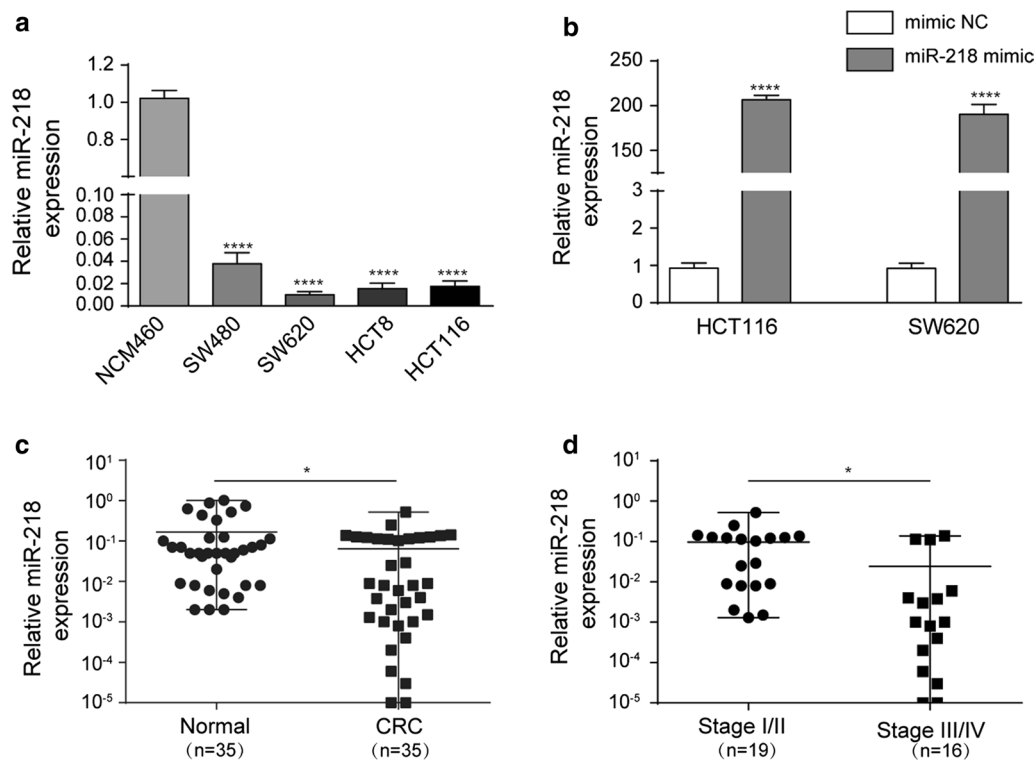 a
Relative miR-218
expression
1.2
1.0
0.8
0.10
0.08
0.06
0.04
0.02
0.00
****
****
****
****
NCM460
SW480
SW620
HCT8
HCT116
b
mimic NC
miR-218 mimic
Relative miR-218
expression
250
200
150
3
2
1
0
****
****
HCT116
SW620
c
Relative miR-218
expression
10¹
10⁰
10⁻¹
10⁻²
10⁻³
10⁻⁴
10⁻⁵
*
Normal
(n=35)
CRC
(n=35)
d
Relative miR-218
expression
10¹
10⁰
10⁻¹
10⁻²
10⁻³
10⁻⁴
10⁻⁵
*
Stage I/II
(n=19)
Stage III/IV
(n=16)